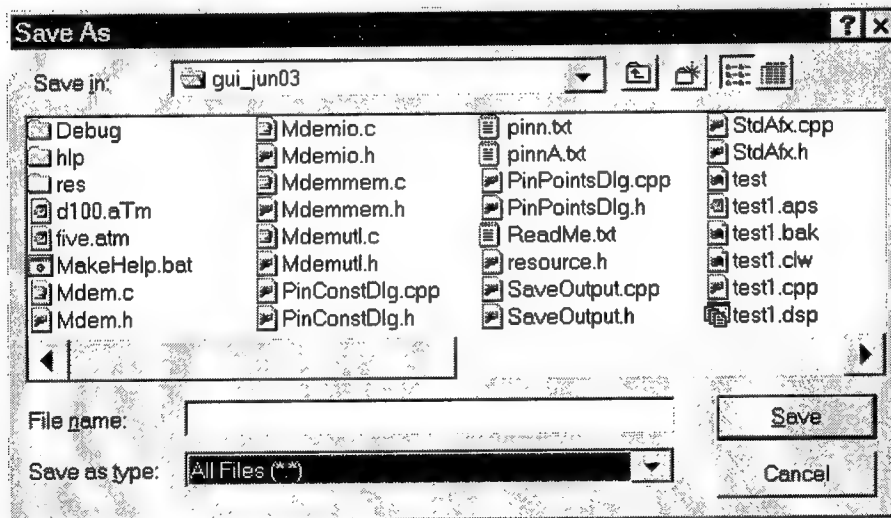 Save As
Save in: gui_jun03
Debug Mdemio.c pinn.txt StdAfx.cpp
hlp Mdemio.h pinnA.txt StdAfx.h
res Mdemmem.c PinPointsDlg.cpp test
d100.aTm Mdemmem.h PinPointsDlg.h test1.aps
five.atm Mdemutl.c ReadMe.txt test1.bak
MakeHelp.bat Mdemutl.h resource.h test1.clw
Mdem.c PinConstDlg.cpp SaveOutput.cpp test1.cpp
Mdem.h PinConstDlg.h SaveOutput.h test1.dsp
File name: Save
Save as type: All Files (*.*) Cancel